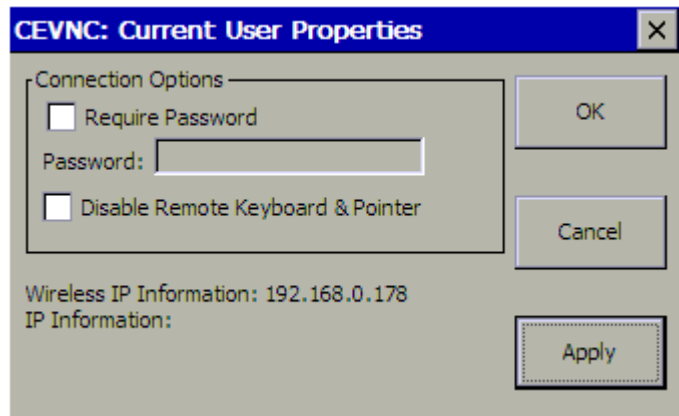 CEVNC: Current User Properties
Connection Options
Require Password
Password:
Disable Remote Keyboard & Pointer
OK
Cancel
Wireless IP Information: 192.168.0.178
IP Information:
Apply